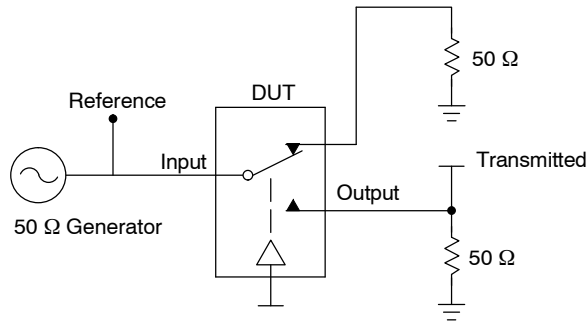 50 Ω
DUT
Reference
Transmitted
Input
Output
50 Ω Generator
50 Ω